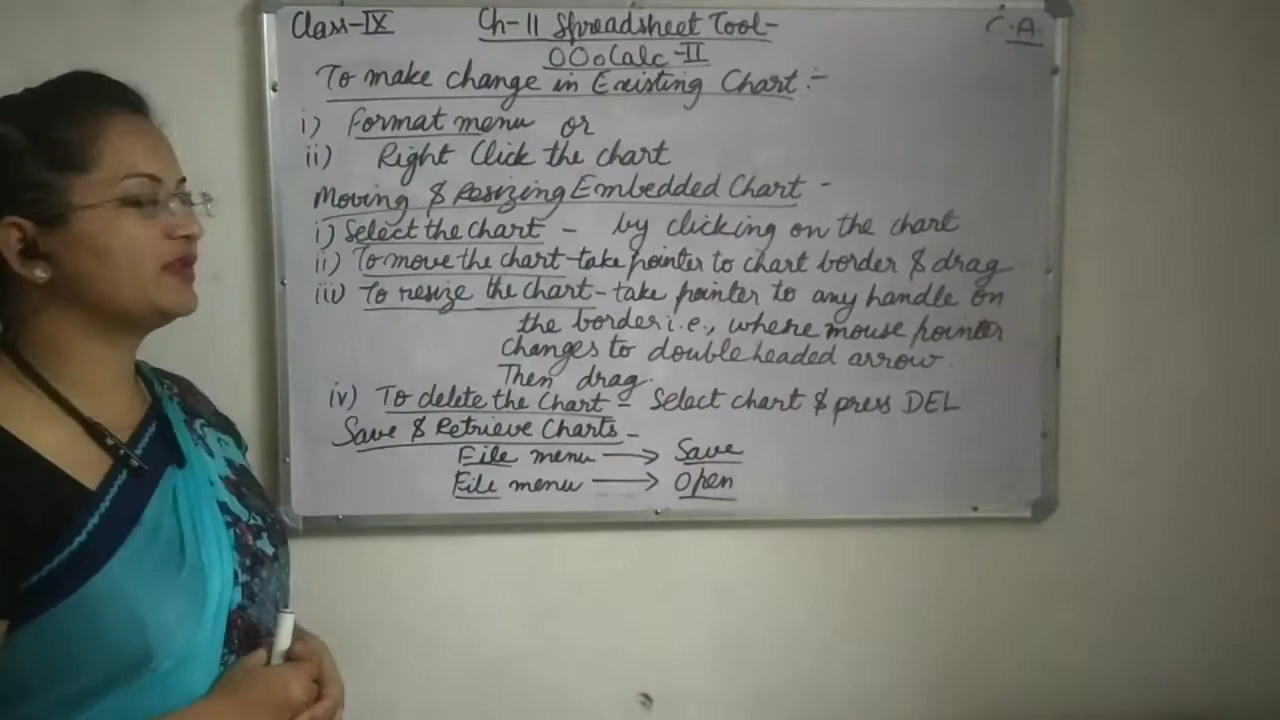 Class-IX Ch-11 Spreadsheet Tool- C.A.
OOoCalc-II
To make change in Existing Chart:-
i) Format menu or
ii) Right Click the chart
Moving & Resizing Embedded Chart -
i) Select the Chart - by clicking on the chart
ii) To move the chart-take pointer to chart border & drag
iii) To resize the chart-take pointer to any handle on
the border i.e., where mouse pointer
changes to double headed arrow.
Then drag.
iv) To delete the Chart - Select chart & press DEL
Save & Retrieve Charts -
File menu → Save
File menu → Open